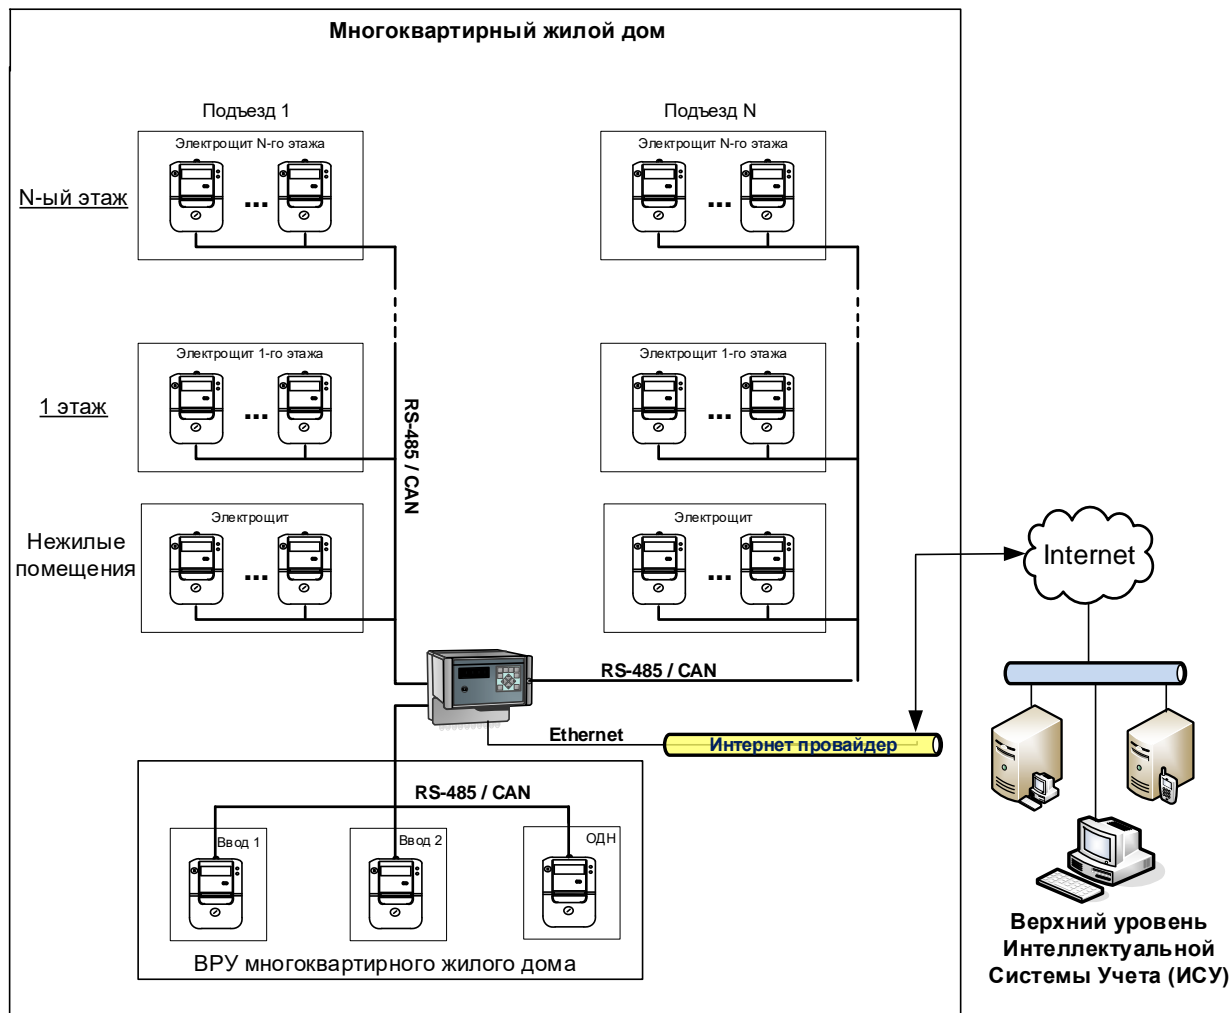 Многоквартирный жилой дом
Подъезд 1
Подъезд N
Электрощит N-го этажа
Электрощит N-го этажа
N-ый этаж
...
...
Электрощит 1-го этажа
Электрощит 1-го этажа
1 этаж
...
...
RS-485 / CAN
Электрощит
Электрощит
Нежилые
помещения
...
...
Internet
RS-485 / CAN
Ethernet
Интернет провайдер
RS-485 / CAN
Ввод 1
Ввод 2
ОДН
ВРУ многоквартирного жилого дома
Верхний уровень
Интеллектуальной
Системы Учета (ИСУ)